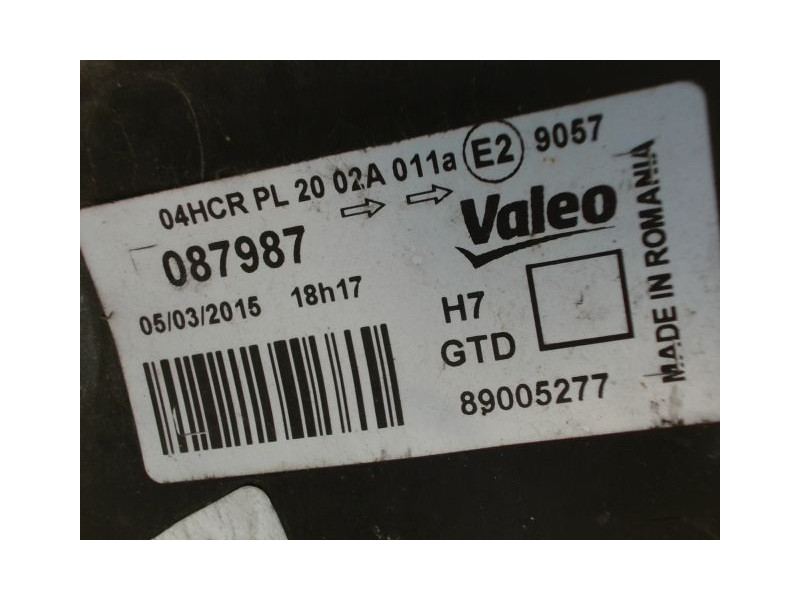 04HCR PL 20 02A 011a E2 9057
087987
Valeo
05/03/2015 18h17
H7
GTD
89005277
MADE IN ROMANIA